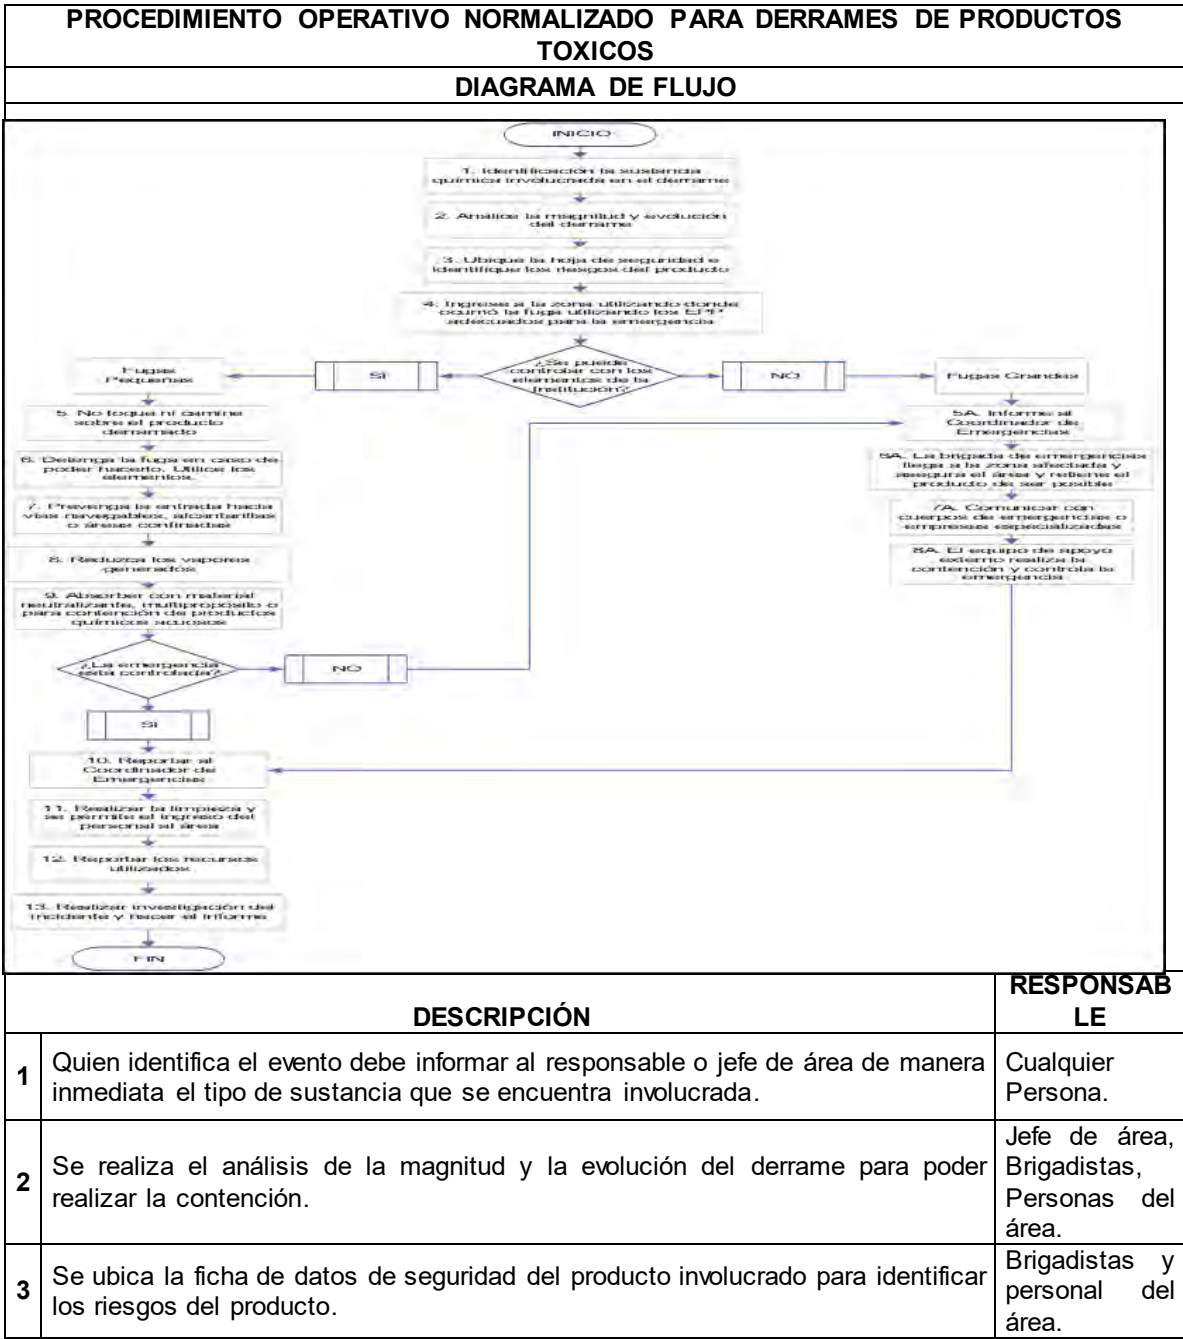 PROCEDIMIENTO OPERATIVO NORMALIZADO PARA DERRAMES DE PRODUCTOS
TOXICOS
DIAGRAMA DE FLUJO
INICIO
1. Identificación la sustancia
química involucrada en el derrame
2. Analice la magnitud y evolución
del derrame
3. Ubique la hoja de seguridad e
identifique los riesgos del producto
4. Ingrese a la zona utilizando donde
ocurrió la fuga utilizando los EPP
adecuados para la emergencia
¿Se puede
controlar con los
elementos de la
Institución?
SI
NO
Fugas
Pequeñas
Fugas Grandes
5. No toque ni camine
sobre el producto
derramado
6. Detenga la fuga en caso de
poder hacerlo. Utilice los
elementos.
7. Prevenga la entrada hacia
vías navegables, alcantarillas
o áreas confinadas
8. Reduzca los vapores
generados
9. Absorber con material
neutralizante, multipropósito o
para contención de productos
químicos acuosos
¿La emergencia
está controlada?
NO
SI
5A. Informe al
Coordinador de
Emergencias
6A. La brigada de emergencias
llega a la zona afectada y
asegura el área y retiene el
producto de ser posible
7A. Comunicar con
cuerpos de emergencias o
empresas especializadas
8A. El equipo de apoyo
externo realiza la
contención y controla la
emergencia
10. Reportar al
Coordinador de
Emergencias
11. Realizar la limpieza y
se permite el ingreso del
personal al área
12. Reportar los recursos
utilizados
13. Realizar investigación del
incidente y hacer el informe
FIN
DESCRIPCIÓN
RESPONSAB
LE
1
Quien identifica el evento debe informar al responsable o jefe de área de manera
inmediata el tipo de sustancia que se encuentra involucrada.
Cualquier
Persona.
2
Se realiza el análisis de la magnitud y la evolución del derrame para poder
realizar la contención.
Jefe de área,
Brigadistas,
Personas del
área.
3
Se ubica la ficha de datos de seguridad del producto involucrado para identificar
los riesgos del producto.
Brigadistas y
personal del
área.